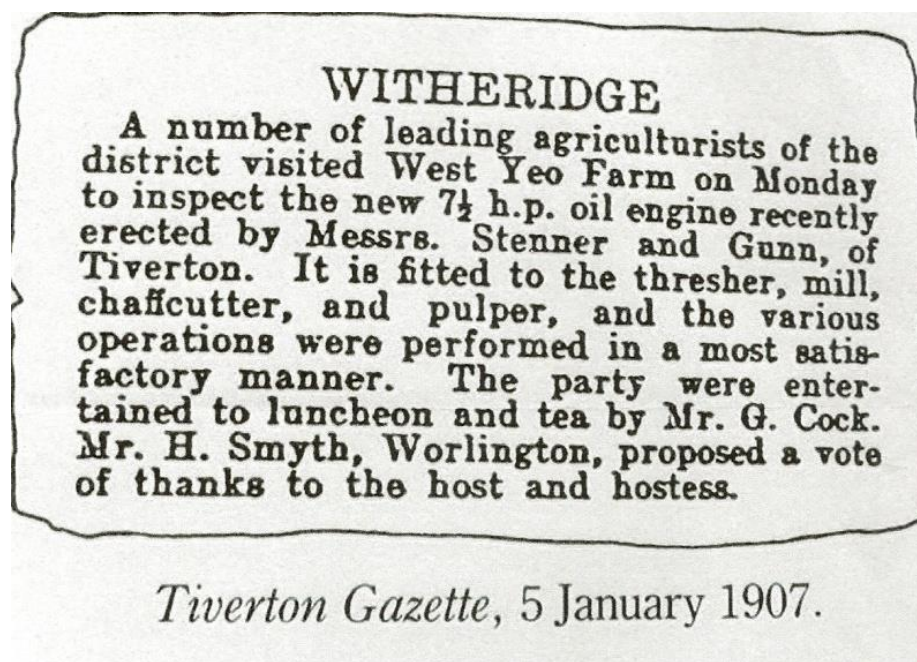 WITHERIDGE
A number of leading agriculturists of the
district visited West Yeo Farm on Monday
to inspect the new 7½ h.p. oil engine recently
erected by Messrs. Stenner and Gunn, of
Tiverton. It is fitted to the thresher, mill,
chaffcutter, and pulper, and the various
operations were performed in a most satis-
factory manner. The party were enter-
tained to luncheon and tea by Mr. G. Cock.
Mr. H. Smyth, Worlington, proposed a vote
of thanks to the host and hostess.
Tiverton Gazette, 5 January 1907.